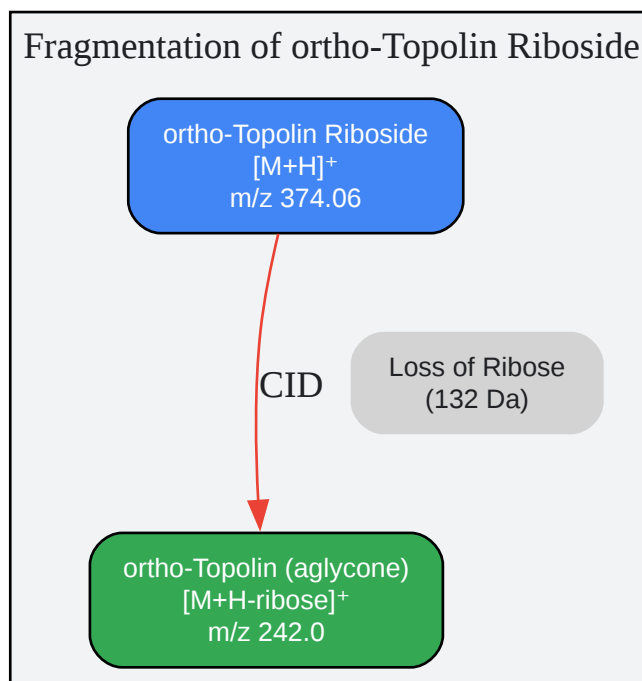 Fragmentation of ortho-Topolin Riboside
ortho-Topolin Riboside
[M+H]⁺
m/z 374.06
CID
Loss of Ribose
(132 Da)
ortho-Topolin (aglycone)
[M+H-ribose]⁺
m/z 242.0